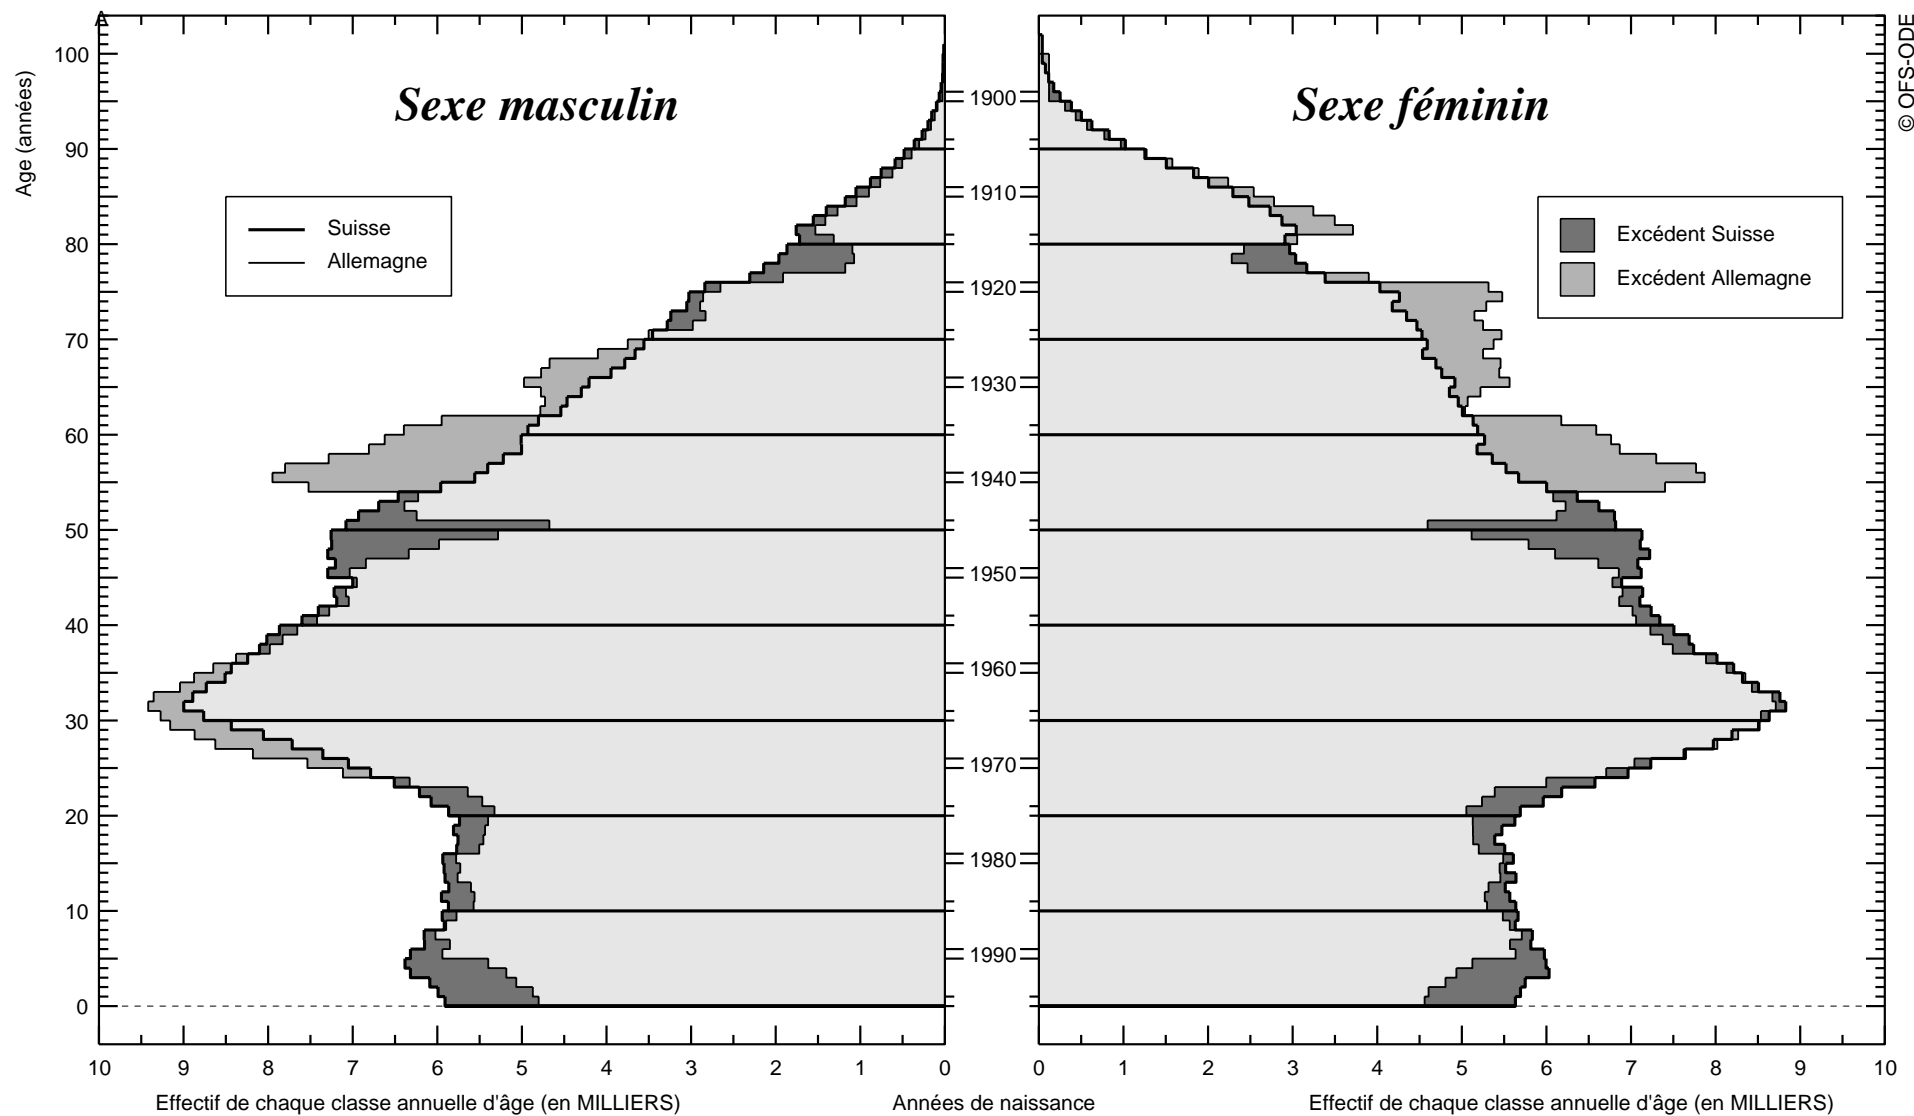 A
Age (années)
© OFS-ODE
Sexe masculin
Sexe féminin
Suisse
Allemagne
Excédent Suisse
Excédent Allemagne
100
90
80
70
60
50
40
30
20
10
0
1900
1910
1920
1930
1940
1950
1960
1970
1980
1990
10 9 8 7 6 5 4 3 2 1 0
0 1 2 3 4 5 6 7 8 9 10
Effectif de chaque classe annuelle d'âge (en MILLIERS)
Années de naissance
Effectif de chaque classe annuelle d'âge (en MILLIERS)